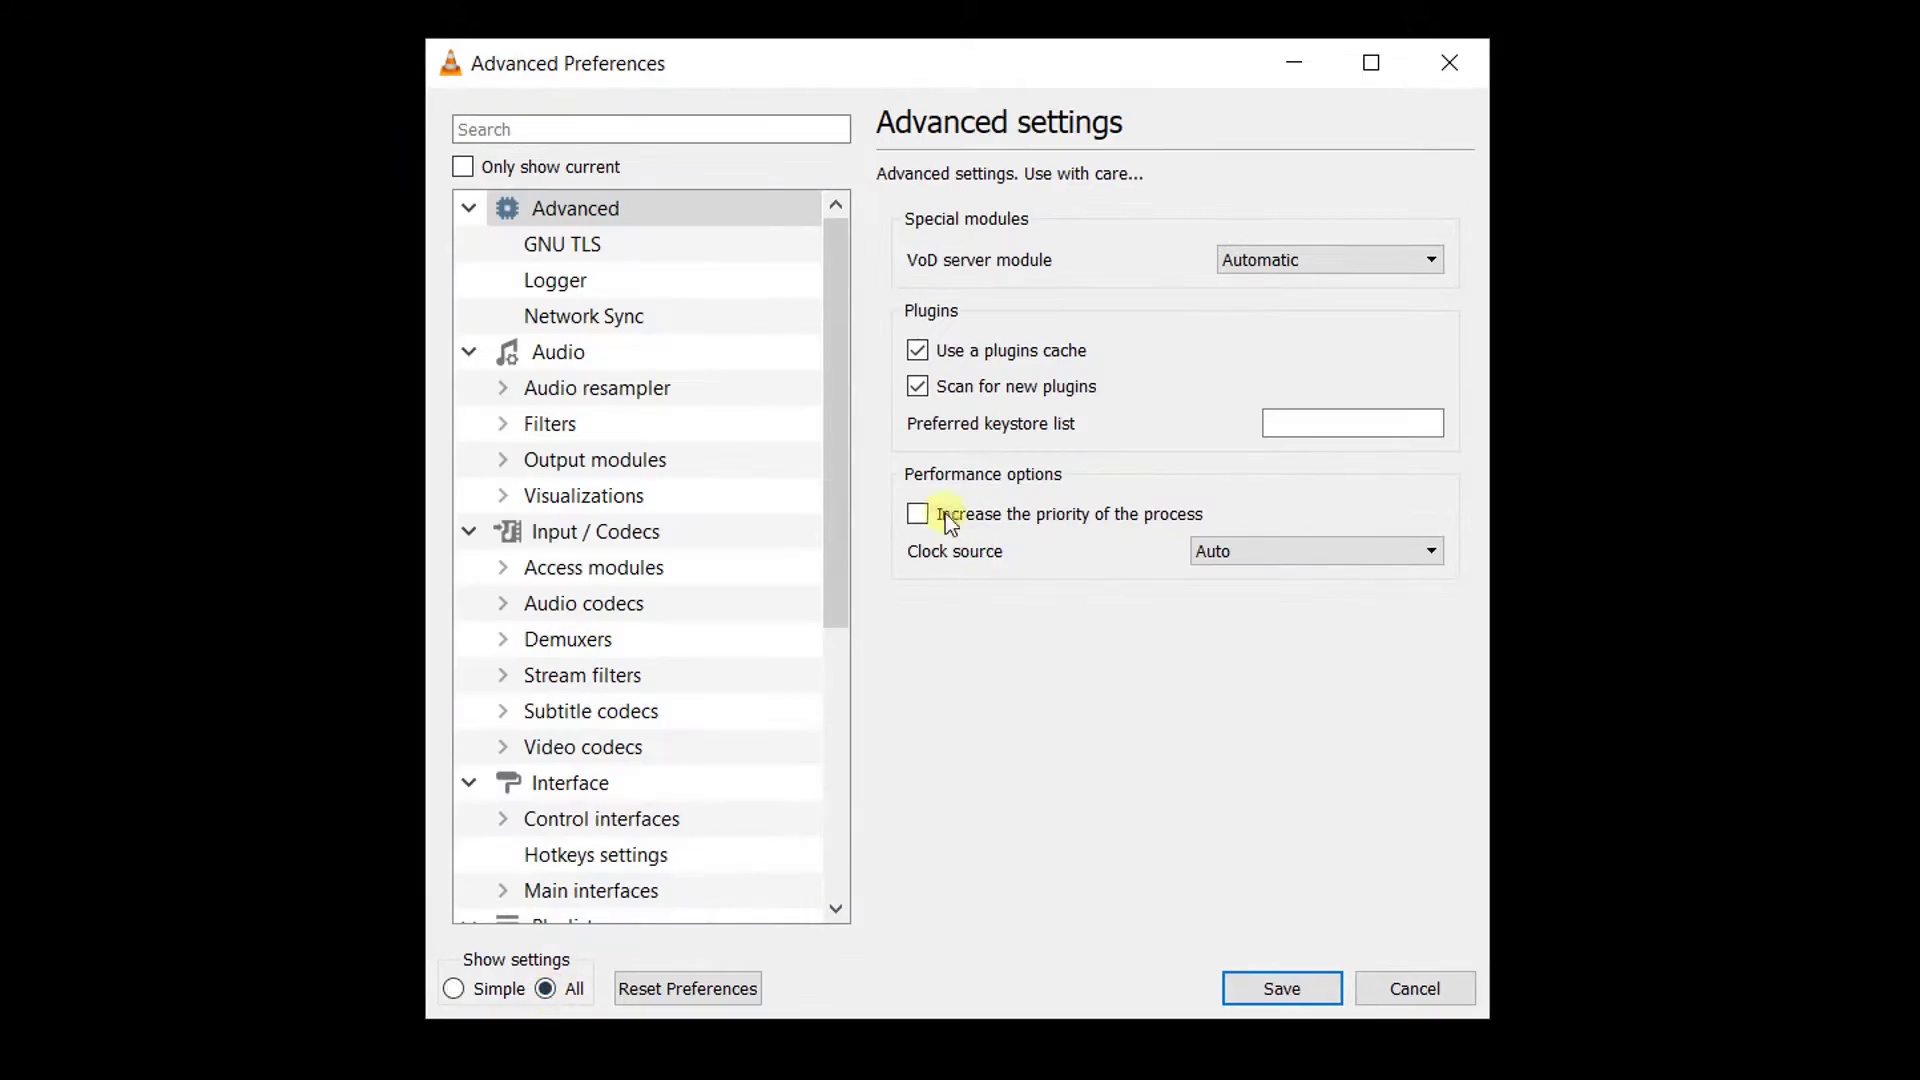 Advanced Preferences
Search
Only show current
Advanced
GNU TLS
Logger
Network Sync
Audio
Audio resampler
Filters
Output modules
Visualizations
Input / Codecs
Access modules
Audio codecs
Demuxers
Stream filters
Subtitle codecs
Video codecs
Interface
Control interfaces
Hotkeys settings
Main interfaces
Show settings
Simple
All
Reset Preferences
Advanced settings
Advanced settings. Use with care...
Special modules
VoD server module
Automatic
Plugins
Use a plugins cache
Scan for new plugins
Preferred keystore list
Performance options
Increase the priority of the process
Clock source
Auto
Save
Cancel